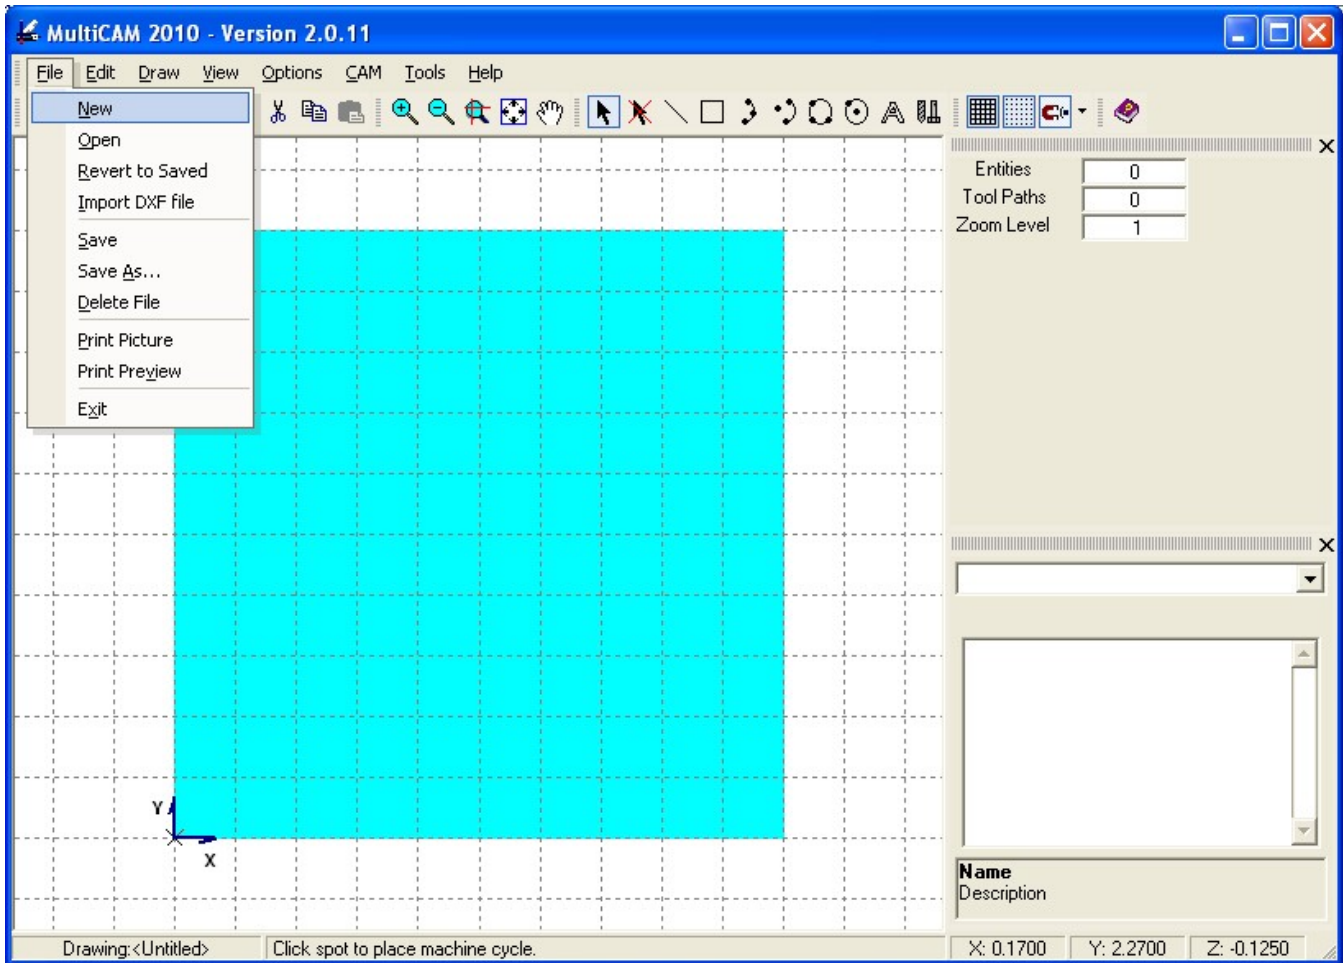 MultiCAM 2010 - Version 2.0.11
File Edit Draw View Options CAM Tools Help
New
Open
Revert to Saved
Import DXF file
Save
Save As...
Delete File
Print Picture
Print Preview
Exit
Entities 0
Tool Paths 0
Zoom Level 1
Y
X
Name
Description
Drawing:<Untitled> Click spot to place machine cycle. X: 0.1700 Y: 2.2700 Z: -0.1250